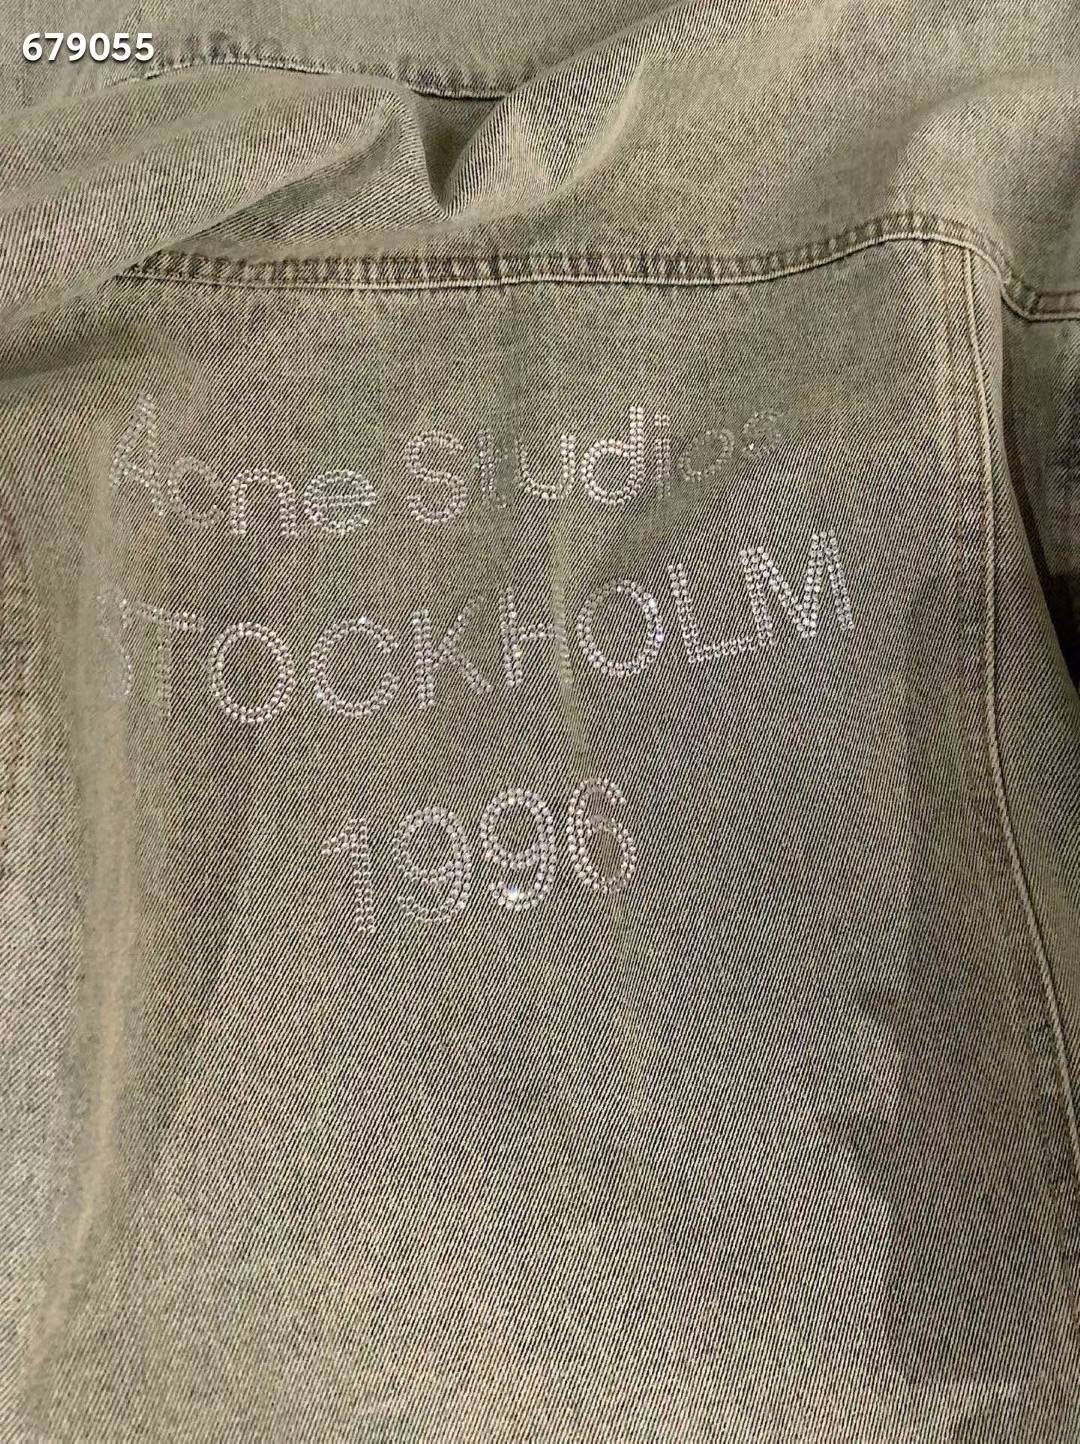 679055
Acne Studios
STOCKHOLM
1996